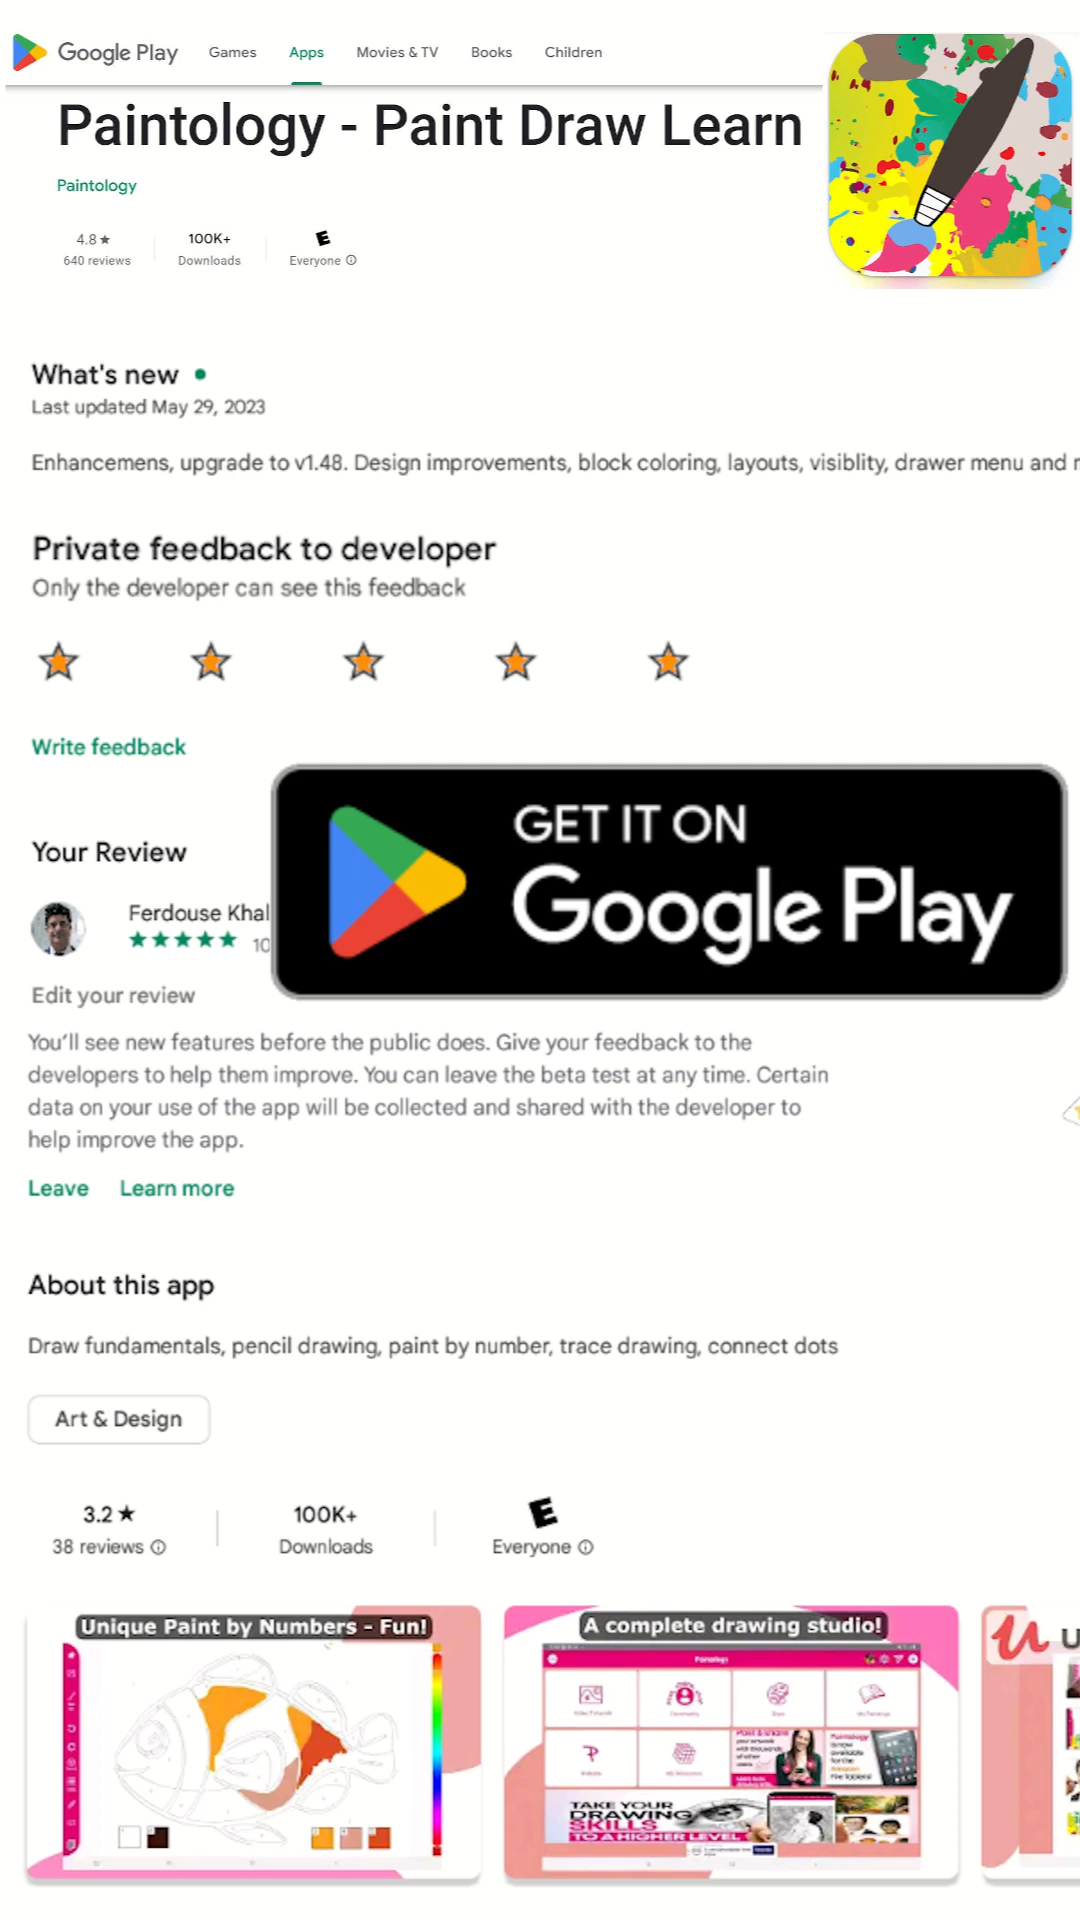 Google Play Games Apps Movies & TV Books Children
Paintology - Paint Draw Learn
Paintology
4.8★ 100K+ E
640 reviews Downloads Everyone
What's new
Last updated May 29, 2023
Enhancemens, upgrade to v1.48. Design improvements, block coloring, layouts, visiblity, drawer menu and
Private feedback to developer
Only the developer can see this feedback
Write feedback
GET IT ON
Google Play
Your Review
Ferdouse Khal
10
Edit your review
You'll see new features before the public does. Give your feedback to the
developers to help them improve. You can leave the beta test at any time. Certain
data on your use of the app will be collected and shared with the developer to
help improve the app.
Leave Learn more
About this app
Draw fundamentals, pencil drawing, paint by number, trace drawing, connect dots
Art & Design
3.2★ 100K+ E
38 reviews Downloads Everyone
Unique Paint by Numbers - Fun!
A complete drawing studio!
Paintology
TAKE YOUR
DRAWING
SKILLS
TO A HIGHER LEVEL